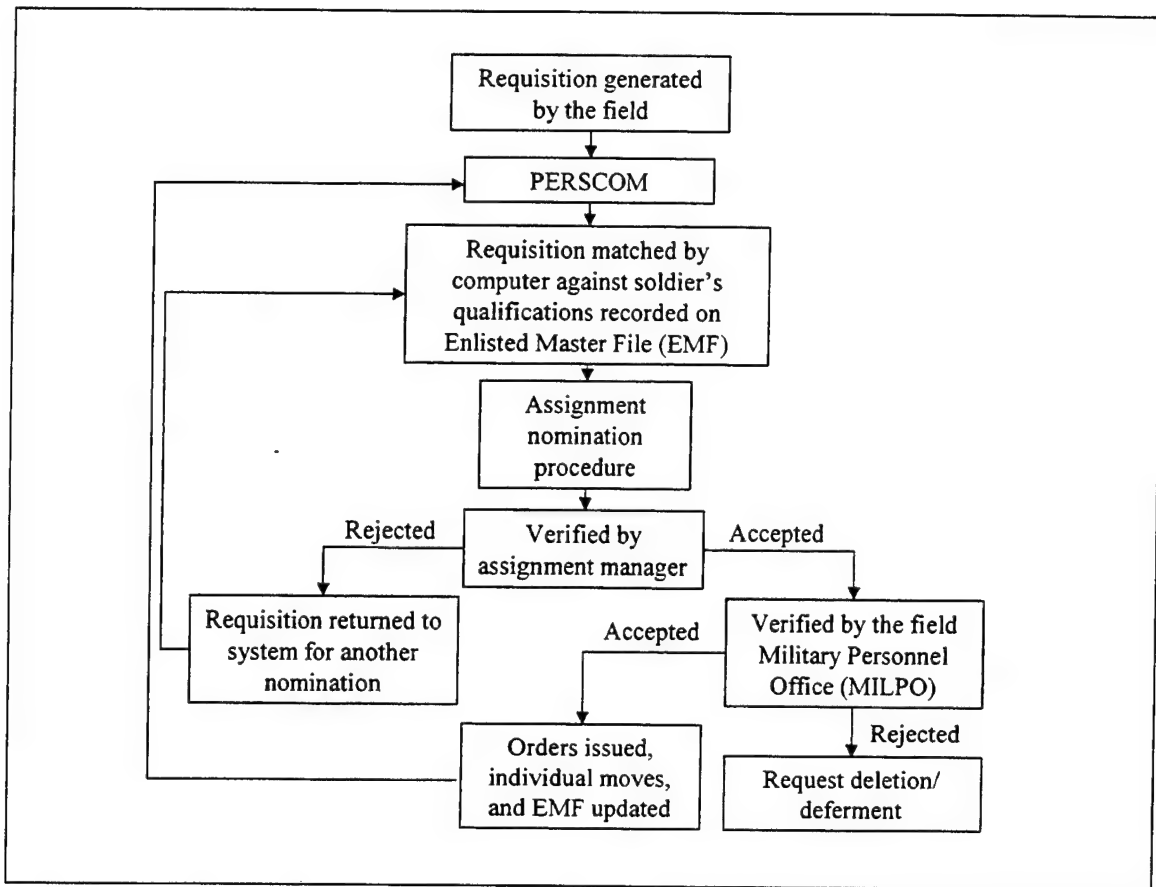 Requisition generated
by the field
PERSCOM
Requisition matched by
computer against soldier's
qualifications recorded on
Enlisted Master File (EMF)
Assignment
nomination
procedure
Rejected
Verified by
assignment manager
Accepted
Requisition returned to
system for another
nomination
Accepted
Verified by the field
Military Personnel
Office (MILPO)
Orders issued,
individual moves,
and EMF updated
Rejected
Request deletion/
deferment